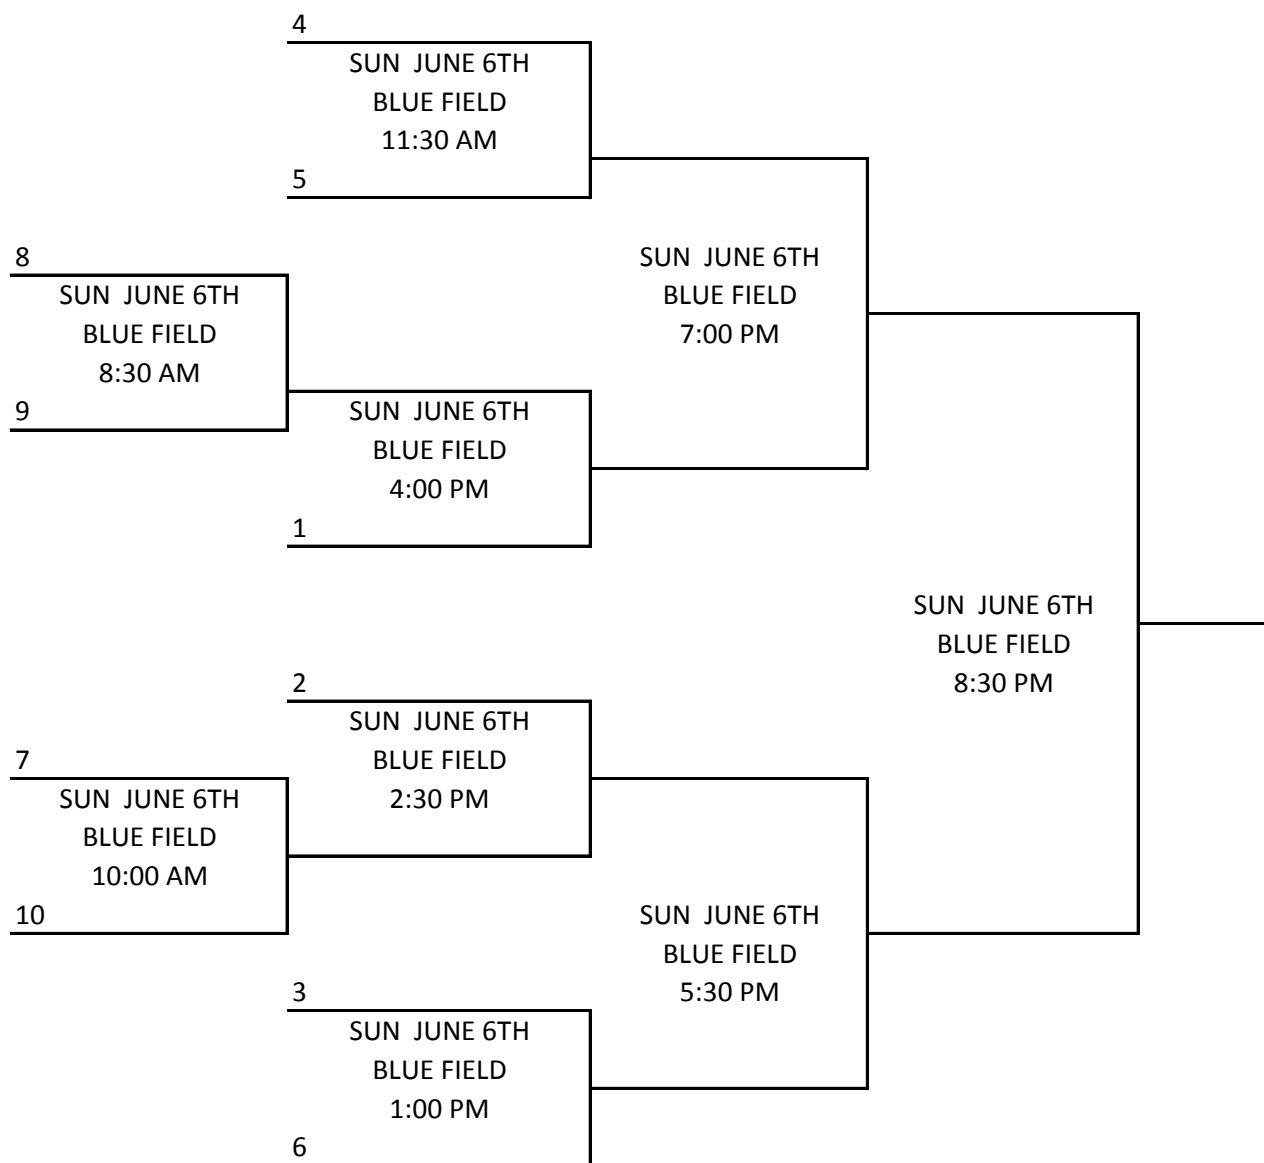 4
SUN  JUNE 6TH
BLUE FIELD
11:30 AM
5
8
SUN  JUNE 6TH
BLUE FIELD
8:30 AM
9
SUN  JUNE 6TH
BLUE FIELD
7:00 PM
SUN  JUNE 6TH
BLUE FIELD
4:00 PM
1
SUN  JUNE 6TH
BLUE FIELD
8:30 PM
2
SUN  JUNE 6TH
BLUE FIELD
2:30 PM
7
SUN  JUNE 6TH
BLUE FIELD
10:00 AM
10
SUN  JUNE 6TH
BLUE FIELD
5:30 PM
3
SUN  JUNE 6TH
BLUE FIELD
1:00 PM
6